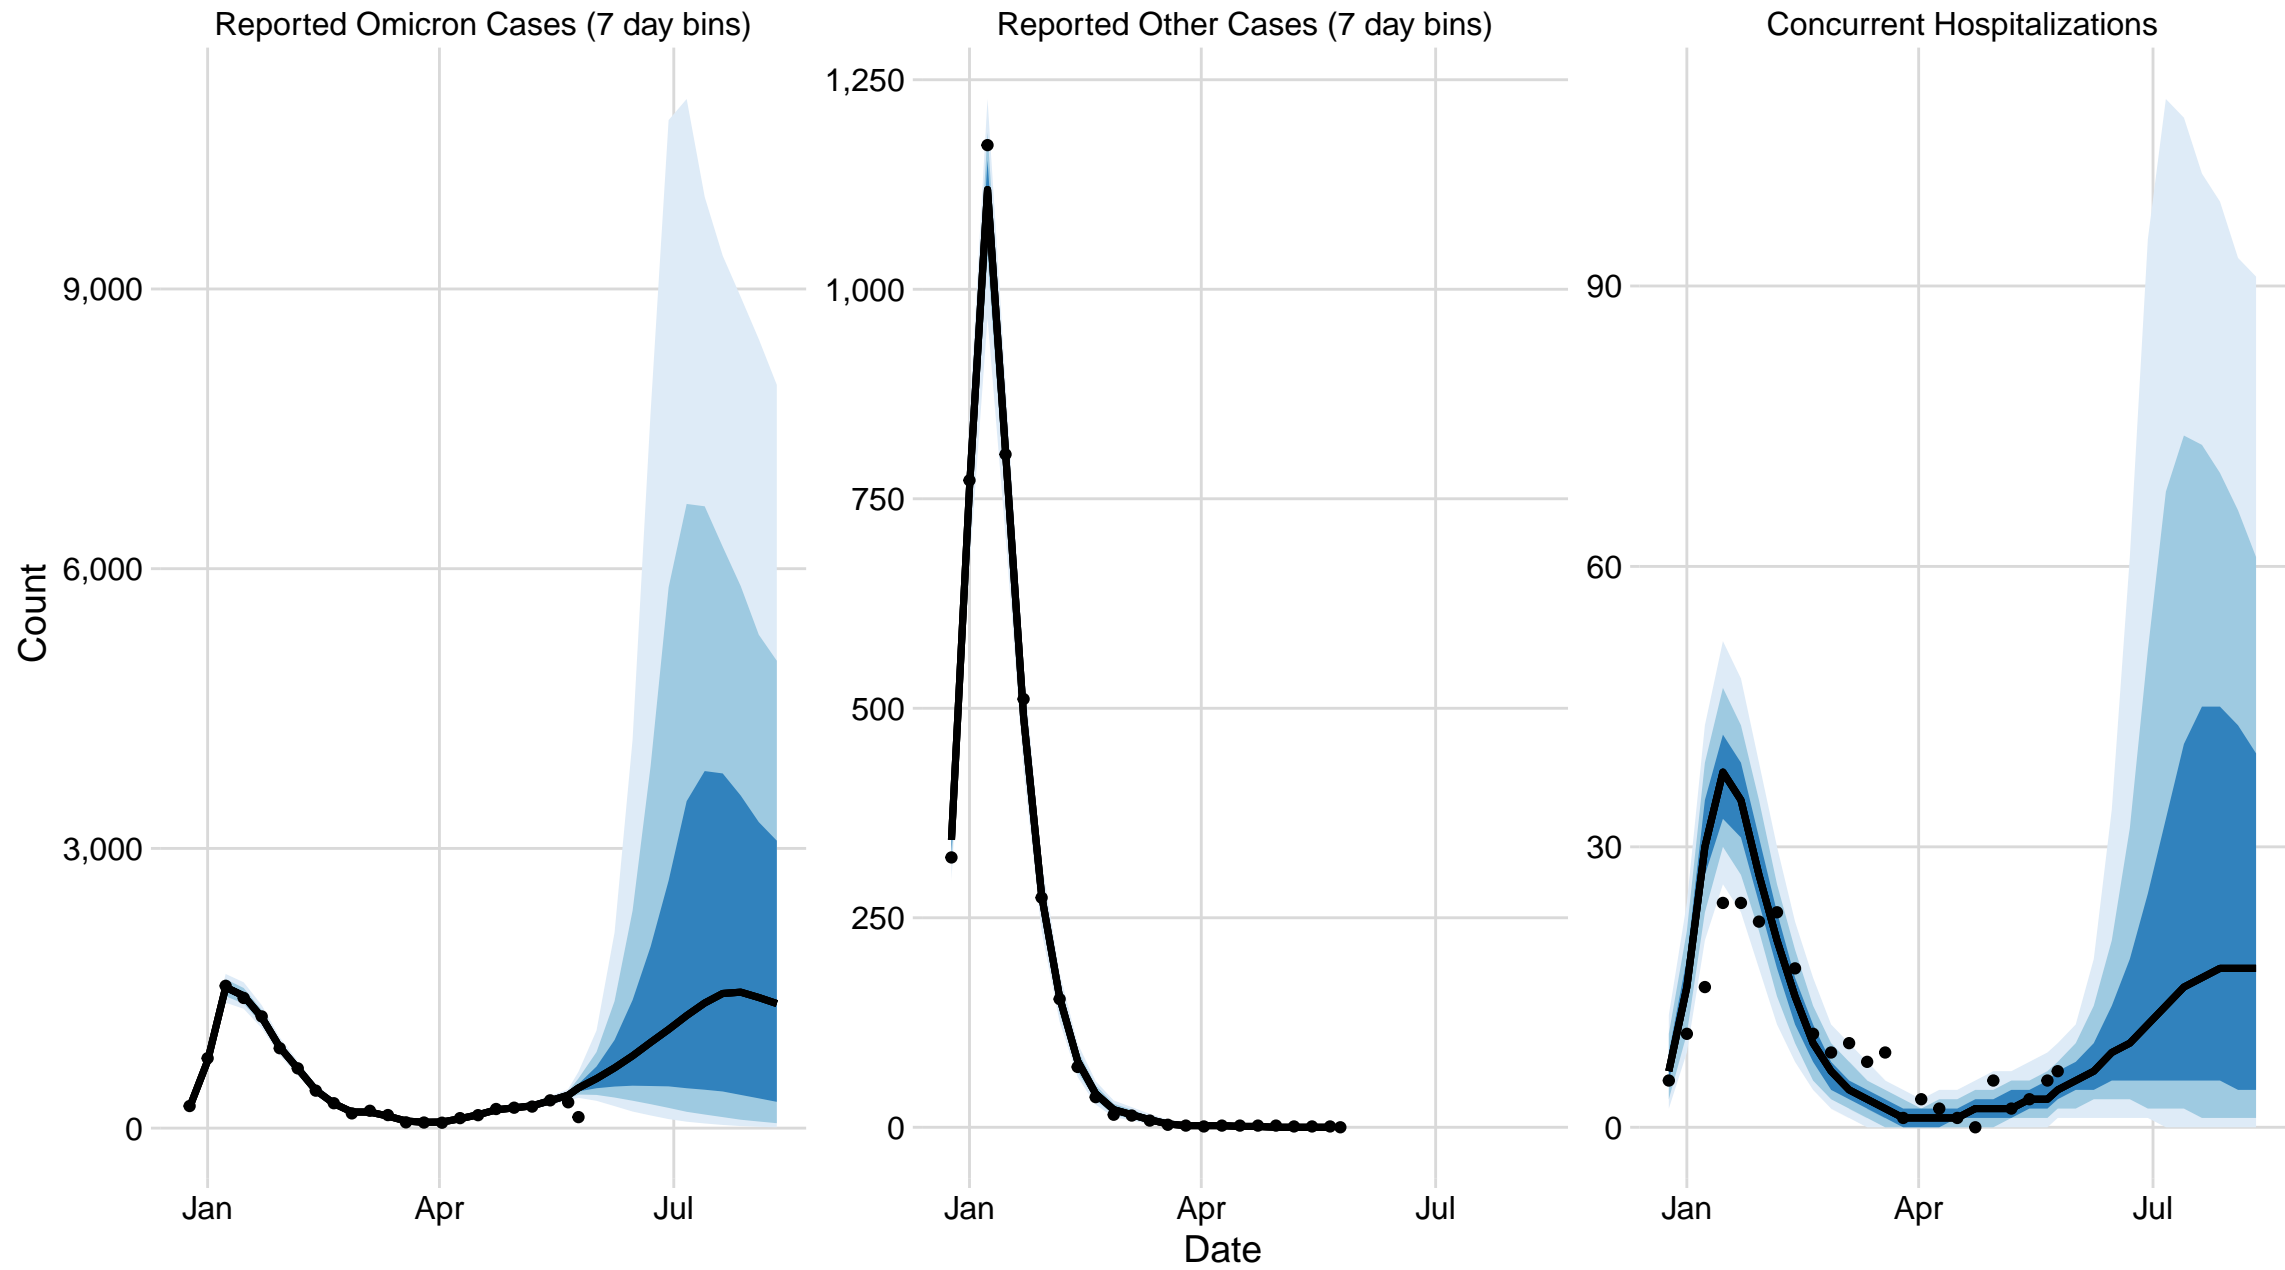 Reported Omicron Cases (7 day bins)
Reported Other Cases (7 day bins)
Concurrent Hospitalizations
Count
9,000
6,000
3,000
0
1,250
1,000
750
500
250
0
90
60
30
0
Jan
Apr
Jul
Jan
Apr
Jul
Jan
Apr
Jul
Date